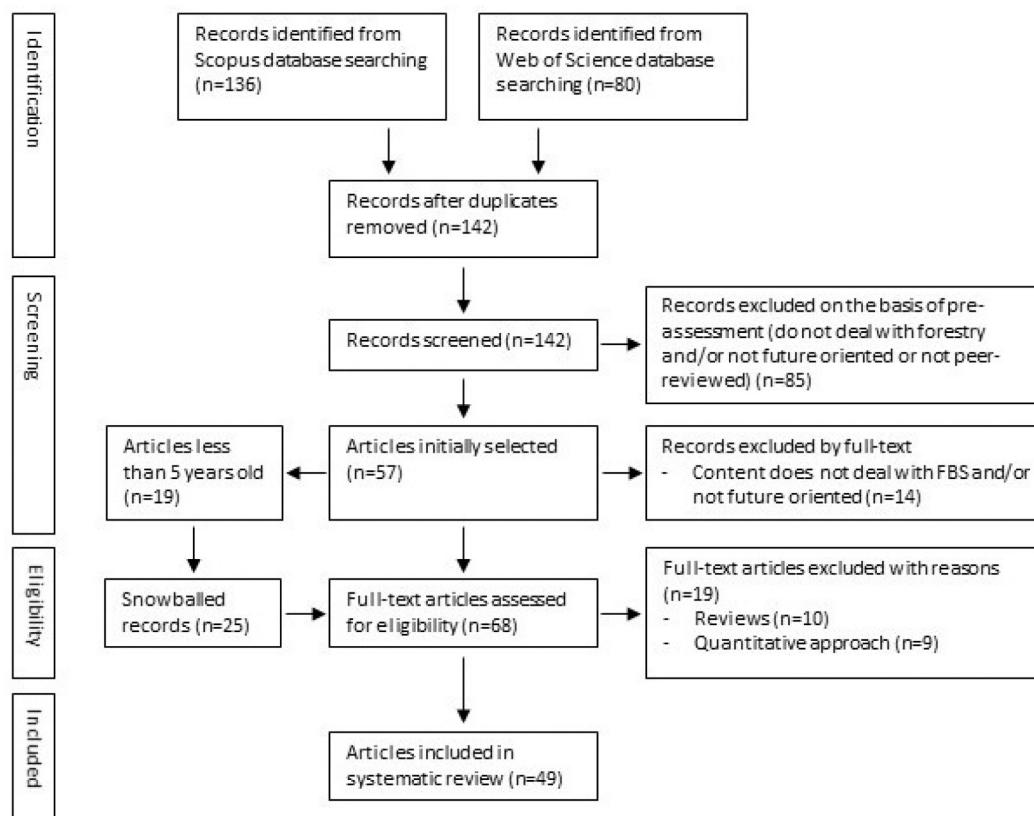 Identification
Records identified from
Scopus database searching
(n=136)
Records identified from
Web of Science database
searching (n=80)
Records after duplicates
removed (n=142)
Screening
Records screened (n=142)
Records excluded on the basis of pre-
assessment (do not deal with forestry
and/or not future oriented or not peer-
reviewed) (n=85)
Articles less
than 5 years old
(n=19)
Articles initially selected
(n=57)
Records excluded by full-text
- Content does not deal with FBS and/or
not future oriented (n=14)
Eligibility
Snowballed
records (n=25)
Full-text articles assessed
for eligibility (n=68)
Full-text articles excluded with reasons
(n=19)
- Reviews (n=10)
- Quantitative approach (n=9)
Included
Articles included in
systematic review (n=49)